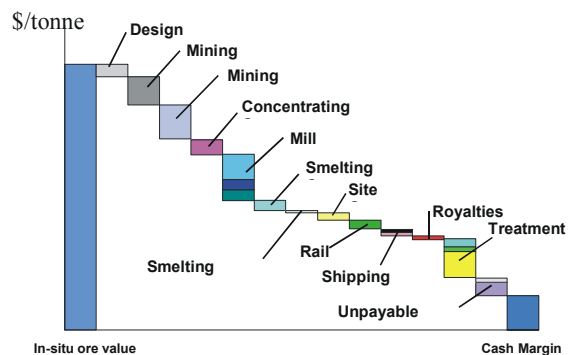 $/tonne
Design
Mining
Mining
Concentrating
Mill
Smelting
Site
Royalties
Treatment
Rail
Smelting
Shipping
Unpayable
In-situ ore value
Cash Margin